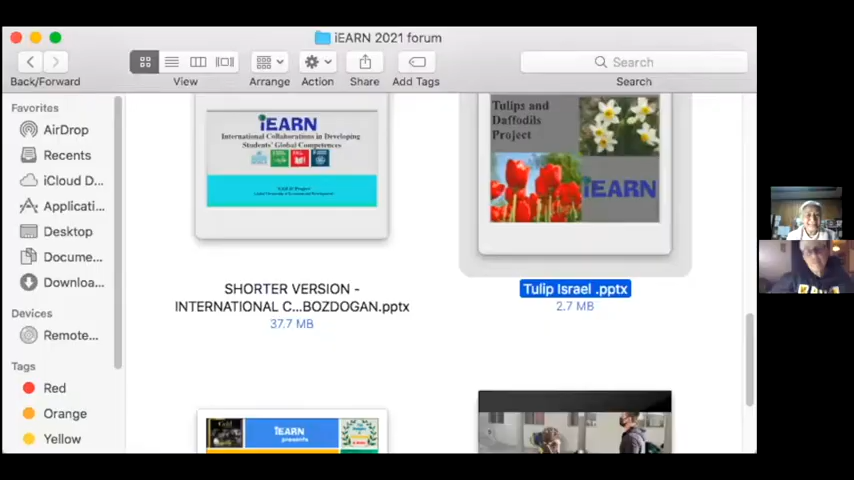 iEARN 2021 forum
Back/Forward
View
Arrange
Action
Share
Add Tags
Search
Search
Favorites
AirDrop
Recents
iCloud D...
Applicati...
Desktop
Docume...
Downloa...
Devices
Remote...
Tags
Red
Orange
Yellow
iEARN
International Collaborations in Developing
Students' Global Competences
Tulips and
Daffodils
Project
iEARN
SHORTER VERSION -
INTERNATIONAL C...BOZDOGAN.pptx
37.7 MB
Tulip Israel .pptx
2.7 MB
iEARN
presents